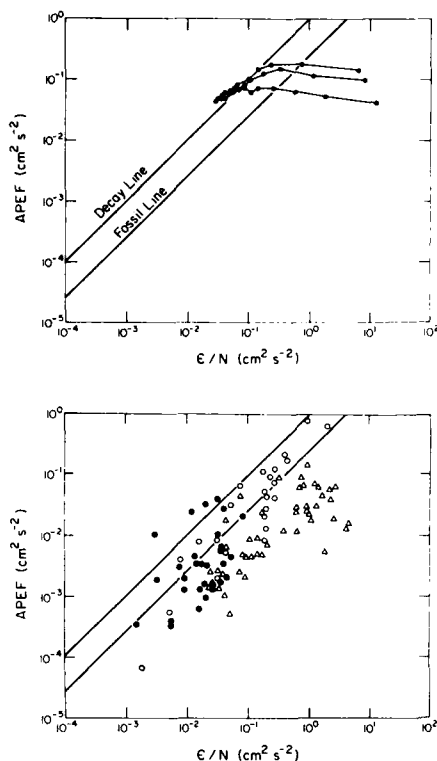 10⁰
10⁻¹
10⁻²
10⁻³
10⁻⁴
10⁻⁵
APEF (cm² s⁻²)
Decay Line
Fossil Line
10⁻⁴ 10⁻³ 10⁻² 10⁻¹ 10⁰ 10¹ 10²
Є/N (cm² s⁻²)
10⁰
10⁻¹
10⁻²
10⁻³
10⁻⁴
10⁻⁵
APEF (cm² s⁻²)
10⁻⁴ 10⁻³ 10⁻² 10⁻¹ 10⁰ 10¹ 10²
Є/N (cm² s⁻²)